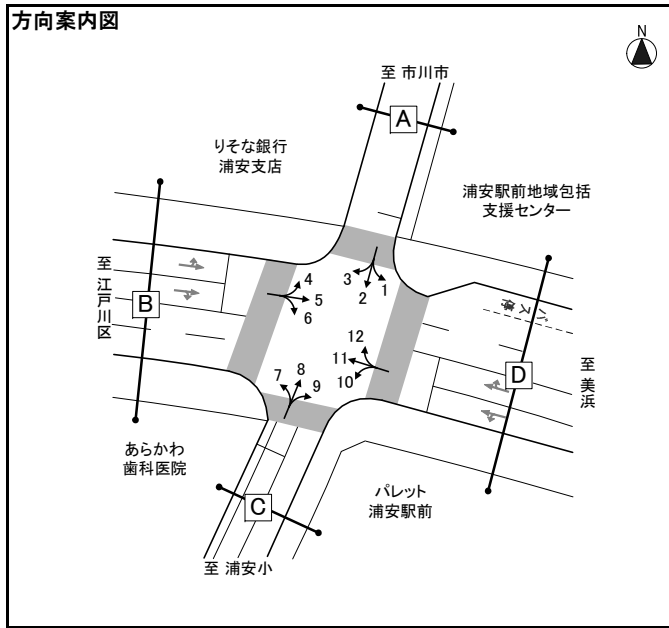 方向案内図
N
至 市川市
A
りそな銀行
浦安支店
浦安駅前地域包括
支援センター
至 江戸川区
B
4
5
6
3
2
1
バス停
12
11
10
D
至 美浜
7
8
9
あらかわ
歯科医院
C
パレット
浦安駅前
至 浦安小